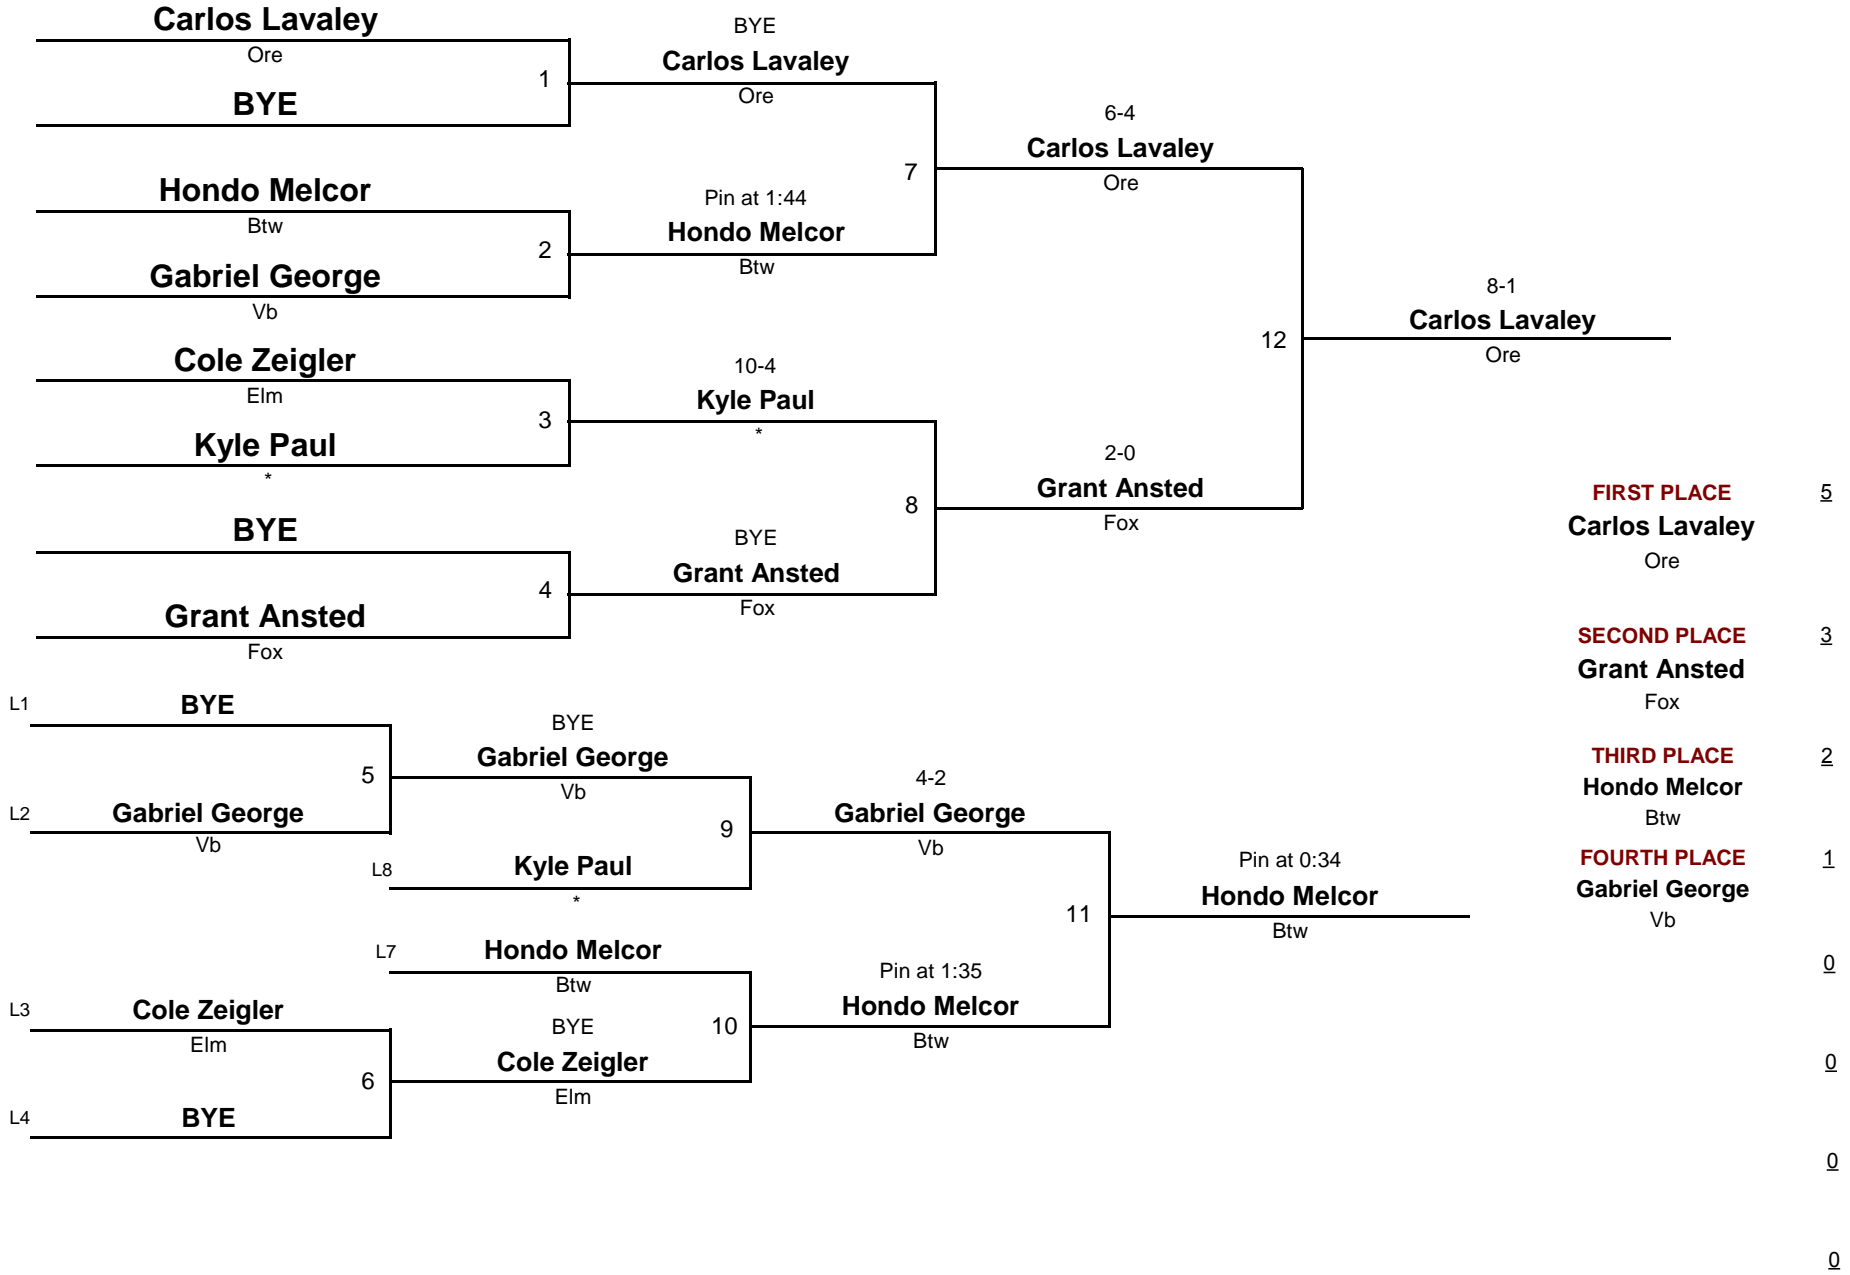 Carlos Lavaley
Ore
1
BYE
Hondo Melcor
Btw
2
Gabriel George
Vb
Cole Zeigler
Elm
3
Kyle Paul
*
BYE
4
Grant Ansted
Fox
BYE
Carlos Lavaley
Ore
7
Pin at 1:44
Hondo Melcor
Btw
10-4
Kyle Paul
*
8
BYE
Grant Ansted
Fox
6-4
Carlos Lavaley
Ore
12
2-0
Grant Ansted
Fox
8-1
Carlos Lavaley
Ore
L1
BYE
5
L2
Gabriel George
Vb
L3
Cole Zeigler
Elm
6
L4
BYE
BYE
Gabriel George
Vb
9
L8
Kyle Paul
*
L7
Hondo Melcor
Btw
10
BYE
Cole Zeigler
Elm
4-2
Gabriel George
Vb
11
Pin at 1:35
Hondo Melcor
Btw
Pin at 0:34
Hondo Melcor
Btw
FIRST PLACE 5
Carlos Lavaley
Ore
SECOND PLACE 3
Grant Ansted
Fox
THIRD PLACE 2
Hondo Melcor
Btw
FOURTH PLACE 1
Gabriel George
Vb
0
0
0
0